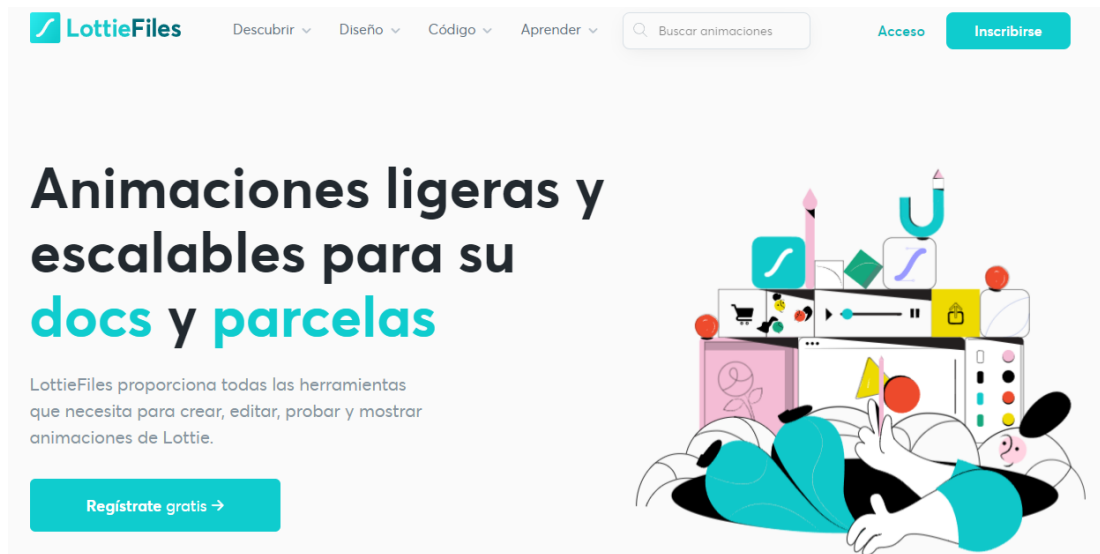 LottieFiles
Descubrir
Diseño
Código
Aprender
Buscar animaciones
Acceso
Inscribirse
Animaciones ligeras y
escalables para su
docs y parcelas
LottieFiles proporciona todas las herramientas
que necesita para crear, editar, probar y mostrar
animaciones de Lottie.
Regístrate gratis →